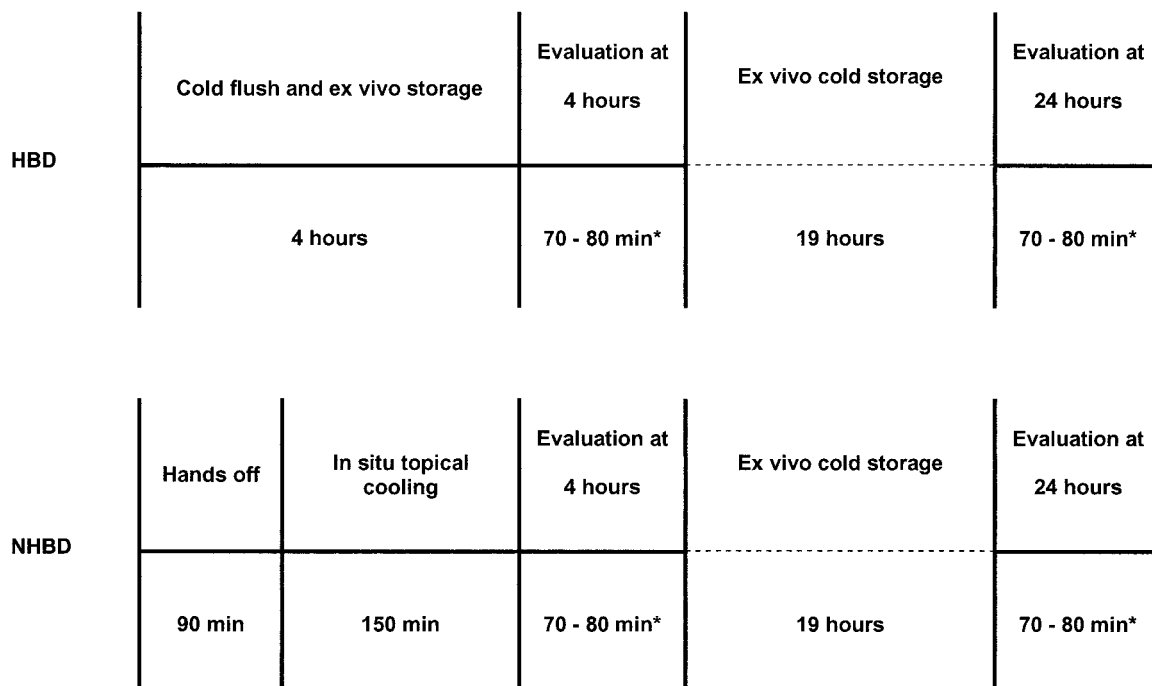 Cold flush and ex vivo storage
Evaluation at
4 hours
Ex vivo cold storage
Evaluation at
24 hours
HBD
4 hours
70 - 80 min*
19 hours
70 - 80 min*
Hands off
In situ topical
cooling
Evaluation at
4 hours
Ex vivo cold storage
Evaluation at
24 hours
NHBD
90 min
150 min
70 - 80 min*
19 hours
70 - 80 min*